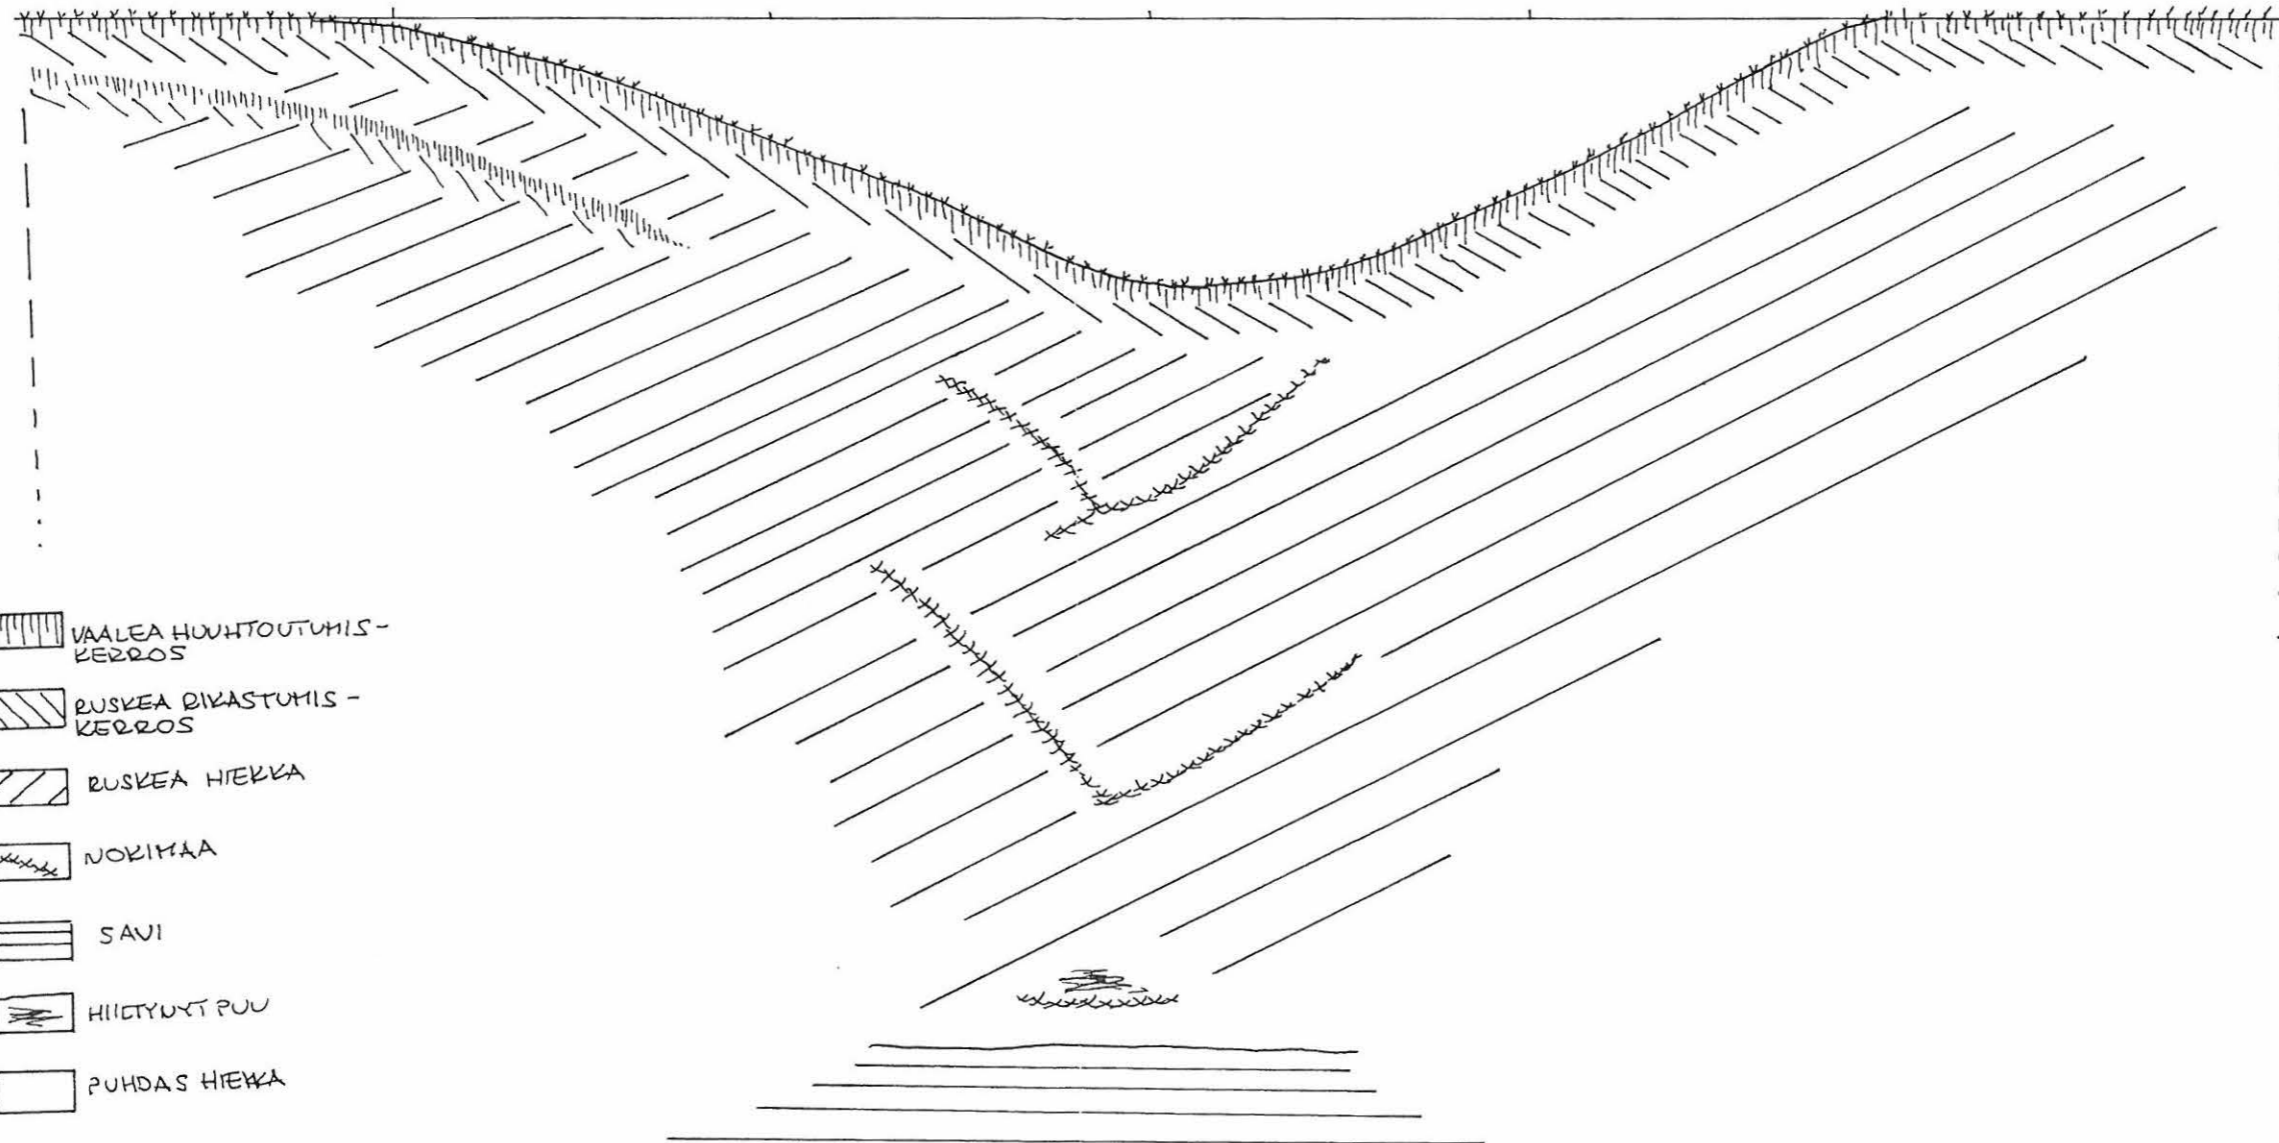 VAALEA HUUHTOUTUMIS-
KERROS
RUSKEA RIKASTUMIS-
KERROS
RUSKEA HIEKKA
NOKIMAA
SAVI
HIILTYNYT PUU
PUHDAS HIEKKA